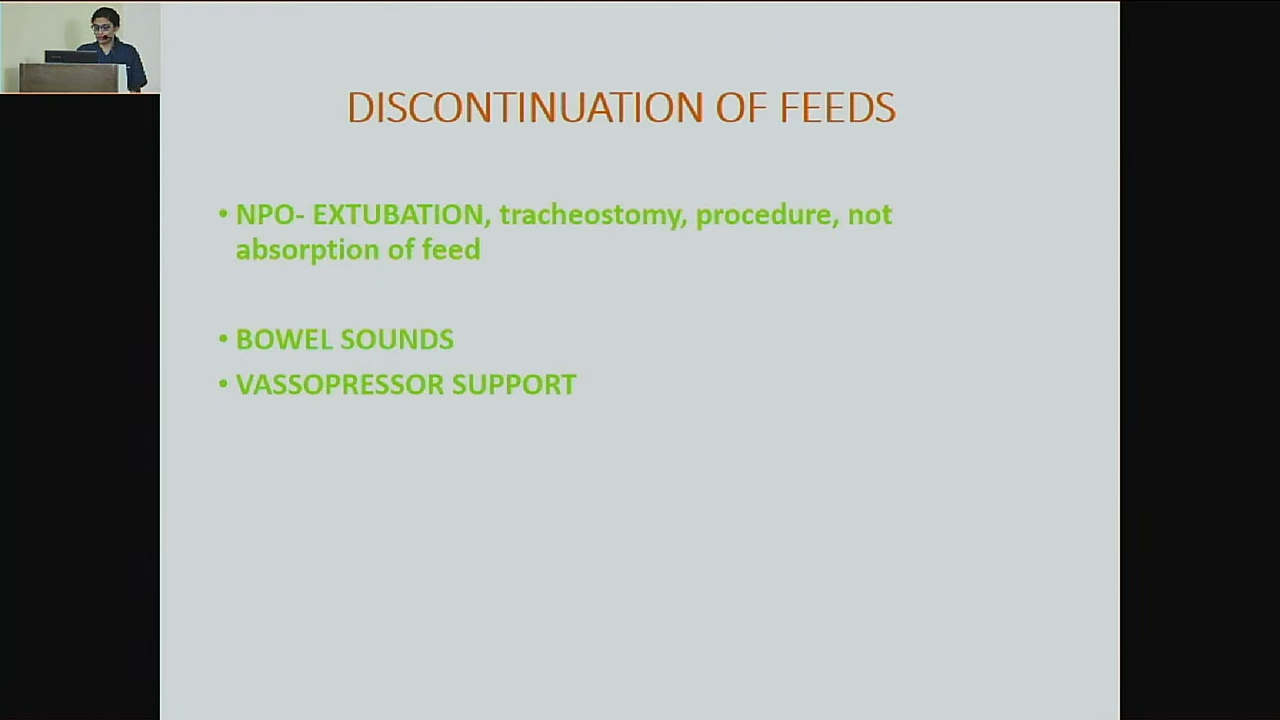 DISCONTINUATION OF FEEDS
• NPO- EXTUBATION, tracheostomy, procedure, not
absorption of feed
• BOWEL SOUNDS
• VASSOPRESSOR SUPPORT